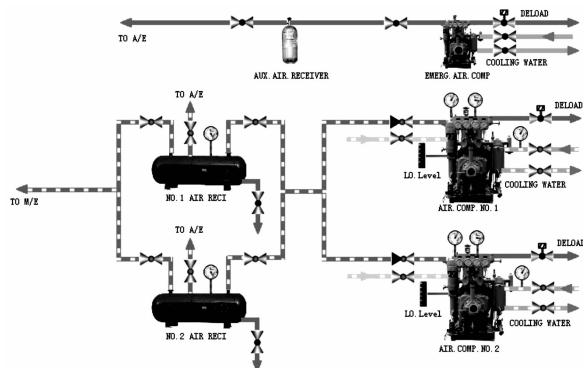 DELOAD
TO A/E
AUX.AIR.RECEIVER
EMERG.AIR.COMP
COOLING WATER
TO A/E
DELOAD
LO.Level
COOLING WATER
TO M/E
NO.1 AIR RECI
AIR.COMP.NO.1
TO A/E
DELOAD
LO.Level
COOLING WATER
NO.2 AIR RECI
AIR.COMP.NO.2